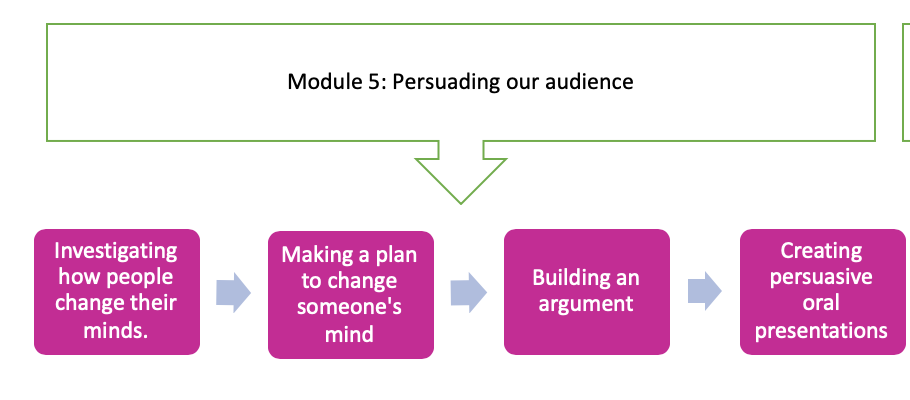 Module 5: Persuading our audience
Investigating
how people
change their
minds.
Making a plan
to change
someone's
mind
Building an
argument
Creating
persuasive
oral
presentations